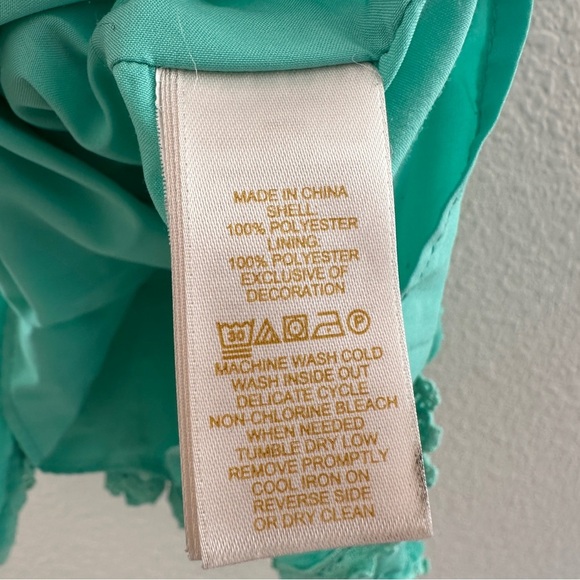 MADE IN CHINA
SHELL:
100% POLYESTER
LINING:
100% POLYESTER
EXCLUSIVE OF
DECORATION
30 P
MACHINE WASH COLD
WASH INSIDE OUT
DELICATE CYCLE
NON-CHLORINE BLEACH
WHEN NEEDED
TUMBLE DRY LOW
REMOVE PROMPTLY
COOL IRON ON
REVERSE SIDE
OR DRY CLEAN